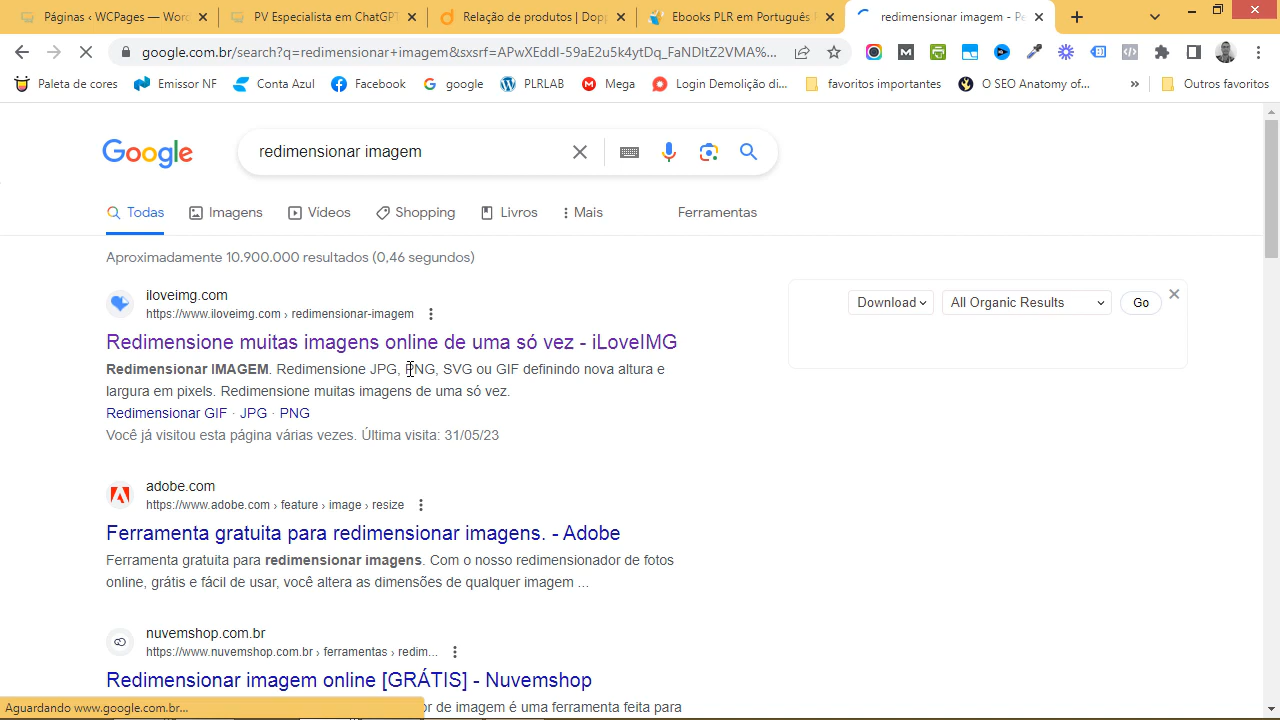 Páginas ‹ WCPages — Word
PV Especialista em ChatGPT
Relação de produtos | Dopp
Ebooks PLR em Português
redimensionar imagem - Pe
google.com.br/search?q=redimensionar+imagem&sxsrf=APwXEddI-59aE2u5k4ytDq_FaNDItZ2VMA%...
Paleta de cores
Emissor NF
Conta Azul
Facebook
google
PLRLAB
Mega
Login Demolição di...
favoritos importantes
O SEO Anatomy of...
»
Outros favoritos
Google
redimensionar imagem
Todas
Imagens
Vídeos
Shopping
Livros
Mais
Ferramentas
Aproximadamente 10.900.000 resultados (0,46 segundos)
iloveimg.com
https://www.iloveimg.com › redimensionar-imagem
Redimensione muitas imagens online de uma só vez - iLoveIMG
Redimensionar IMAGEM. Redimensione JPG, PNG, SVG ou GIF definindo nova altura e
largura em pixels. Redimensione muitas imagens de uma só vez.
Redimensionar GIF · JPG · PNG
Você já visitou esta página várias vezes. Última visita: 31/05/23
Download
All Organic Results
Go
adobe.com
https://www.adobe.com › feature › image › resize
Ferramenta gratuita para redimensionar imagens. - Adobe
Ferramenta gratuita para redimensionar imagens. Com o nosso redimensionador de fotos
online, grátis e fácil de usar, você altera as dimensões de qualquer imagem ...
nuvemshop.com.br
https://www.nuvemshop.com.br › ferramentas › redim...
Redimensionar imagem online [GRÁTIS] - Nuvemshop
or de imagem é uma ferramenta feita para
Aguardando www.google.com.br...